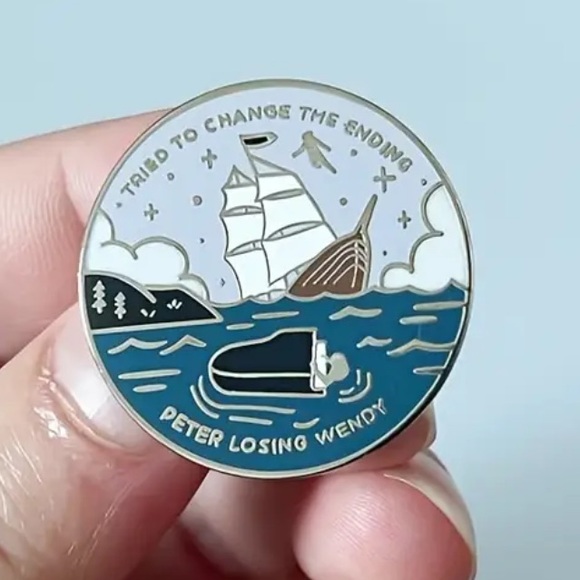 TRIED TO CHANGE THE ENDING
PETER LOSING WENDY